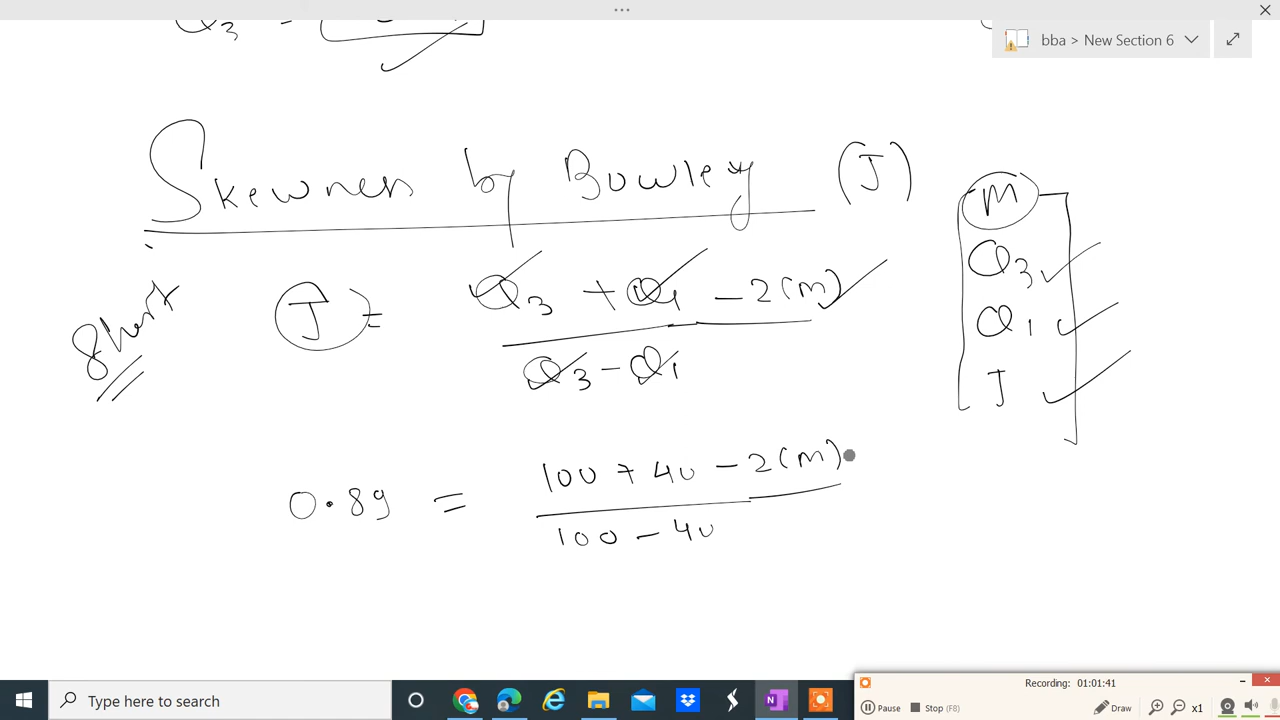 Q3 =
bba > New Section 6
Skewness by Bowley (J)
M
Q3
Q1
J
Short
J = Q3 + Q1 - 2(m)
Q3 - Q1
0.89 = 100 + 40 - 2(m)
100 - 40
Type here to search
Recording: 01:01:41
Pause Stop (F8) Draw x1